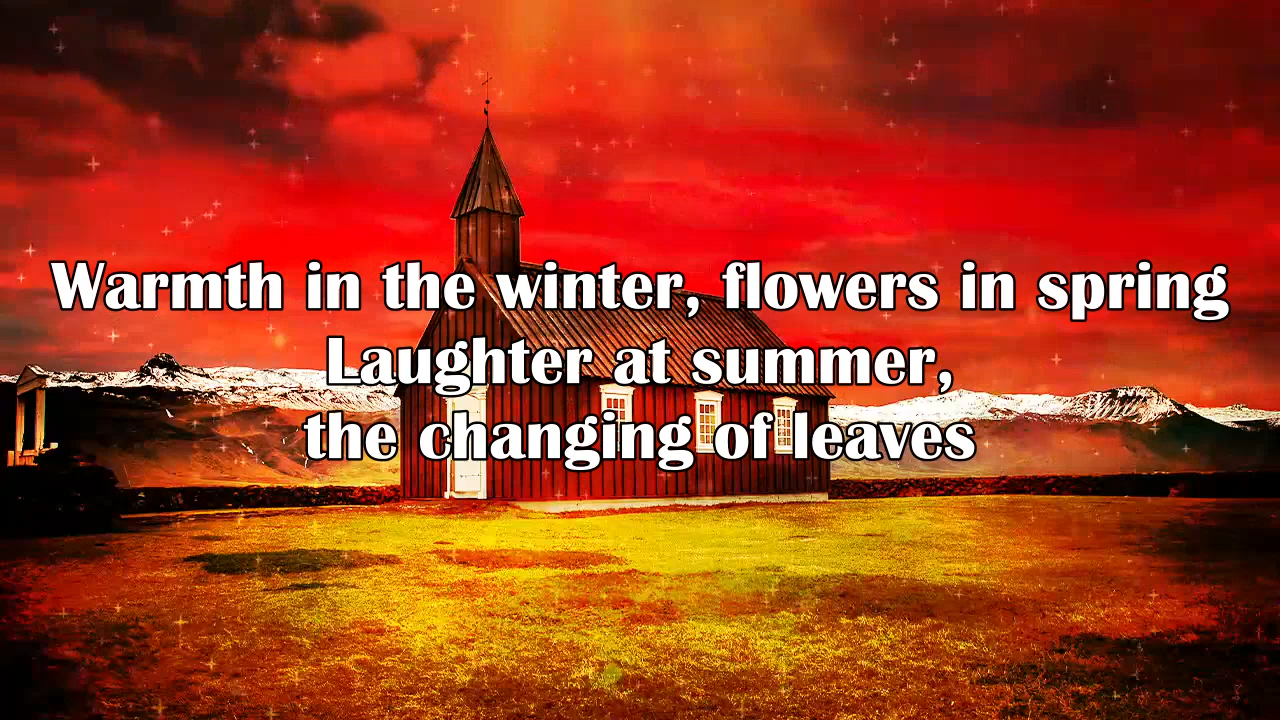 Warmth in the winter, flowers in spring
Laughter at summer,
the changing of leaves